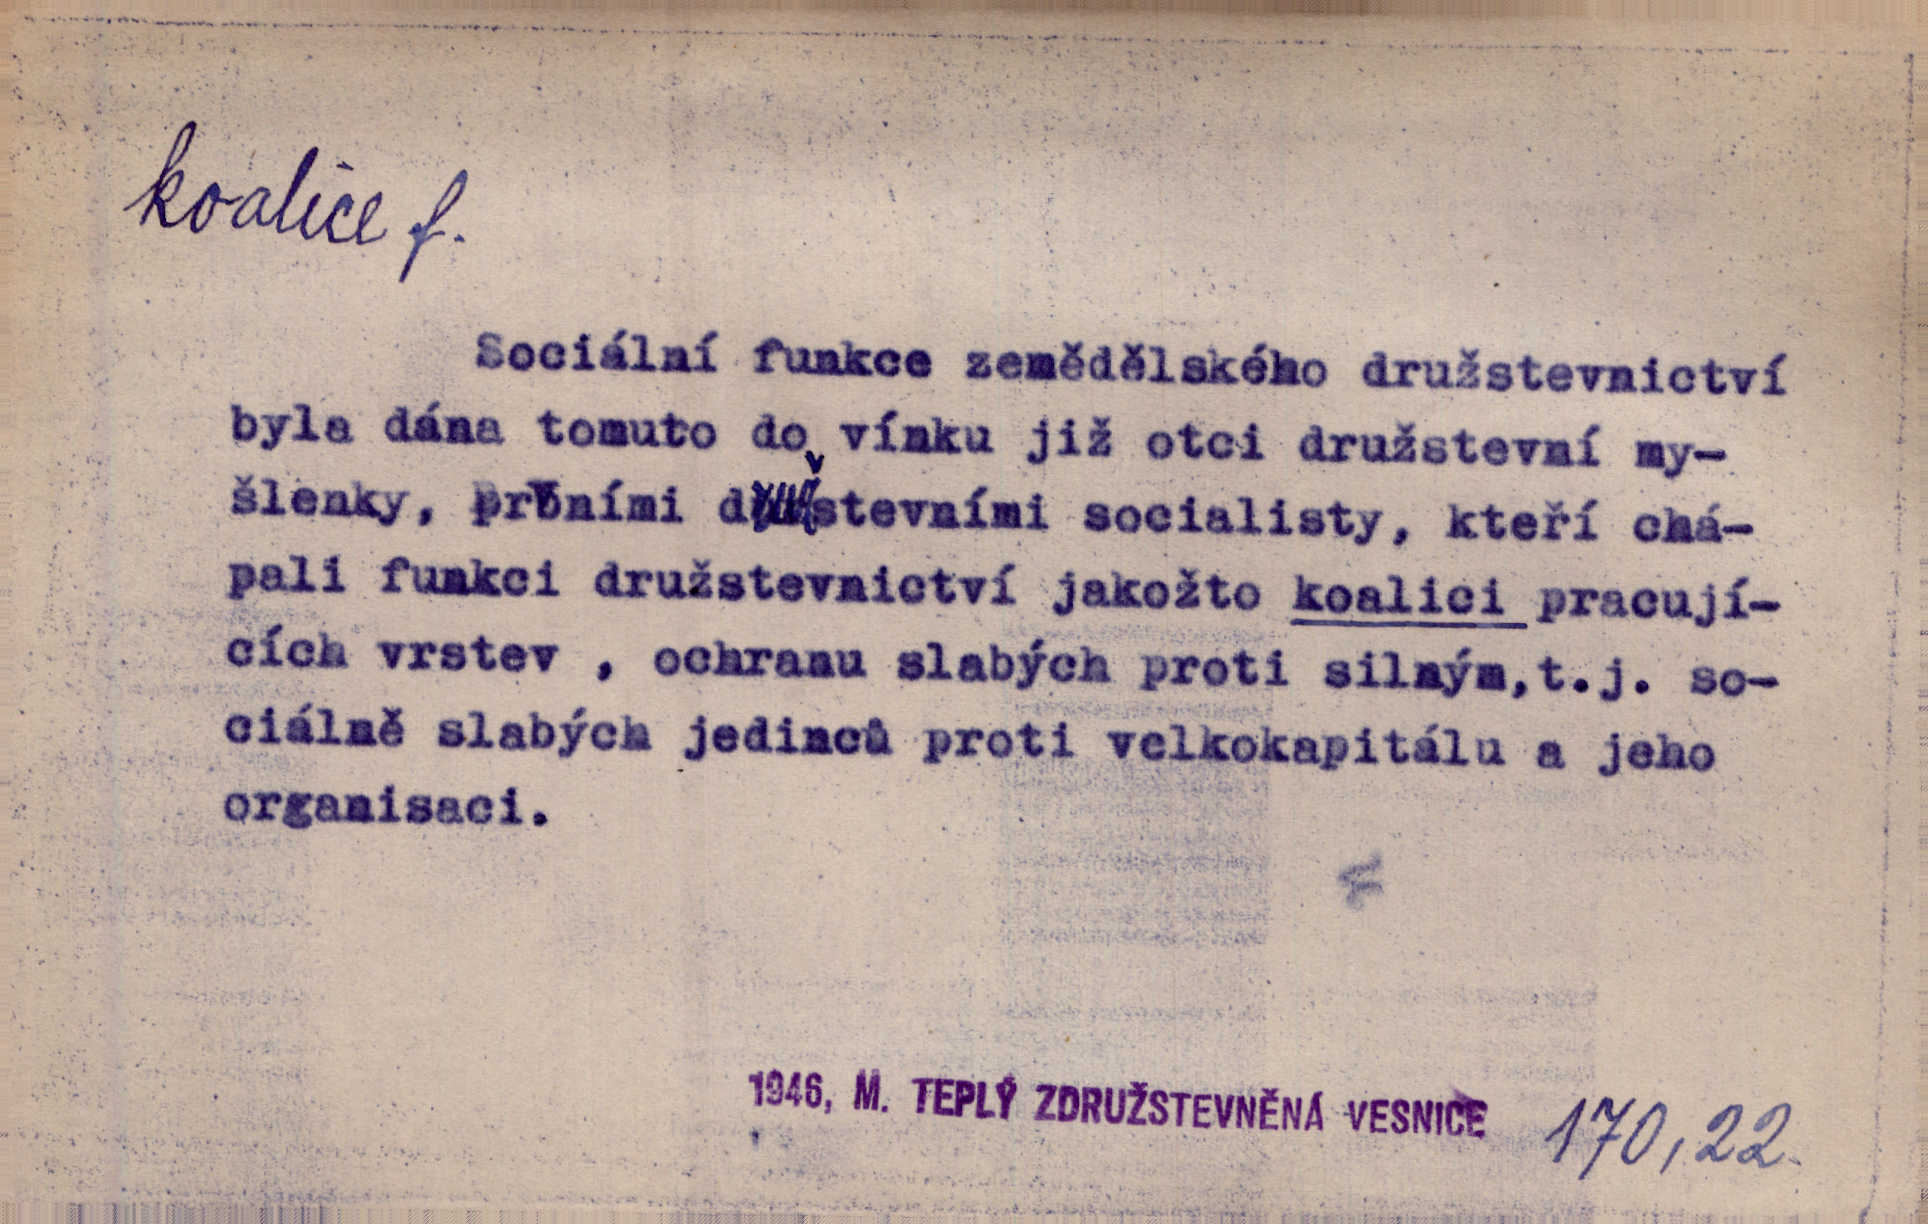 koalice f.
Sociální funkce zemědělského družstevnictví
byla dána tomuto do vínku již otci družstevní my-
šlenky, prvními družstevními socialisty, kteří chá-
pali funkci družstevnictví jakožto koalici pracují-
cích vrstev , ochranu slabých proti silným,t.j. so-
ciálně slabých jedinců proti velkokapitálu a jeho
organisaci.
1946, M. TEPLÝ ZDRUŽSTEVNĚNÁ VESNICE 170,22.